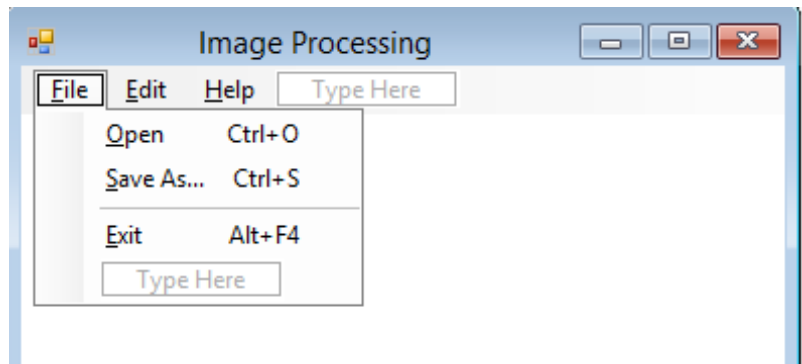 Image Processing
File Edit Help Type Here
Open Ctrl+O
Save As... Ctrl+S
Exit Alt+F4
Type Here